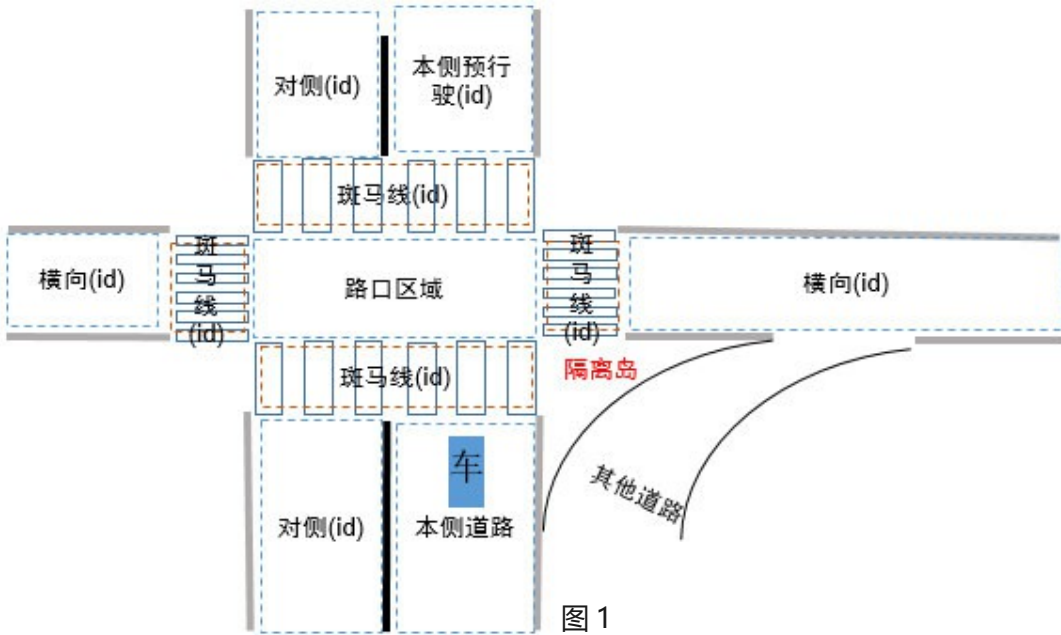 对侧(id)
本侧预行
驶(id)
斑马线(id)
横向(id)
斑
马
线
(id)
路口区域
斑
马
线
(id)
横向(id)
斑马线(id)
隔离岛
车
其他道路
对侧(id)
本侧道路
图1